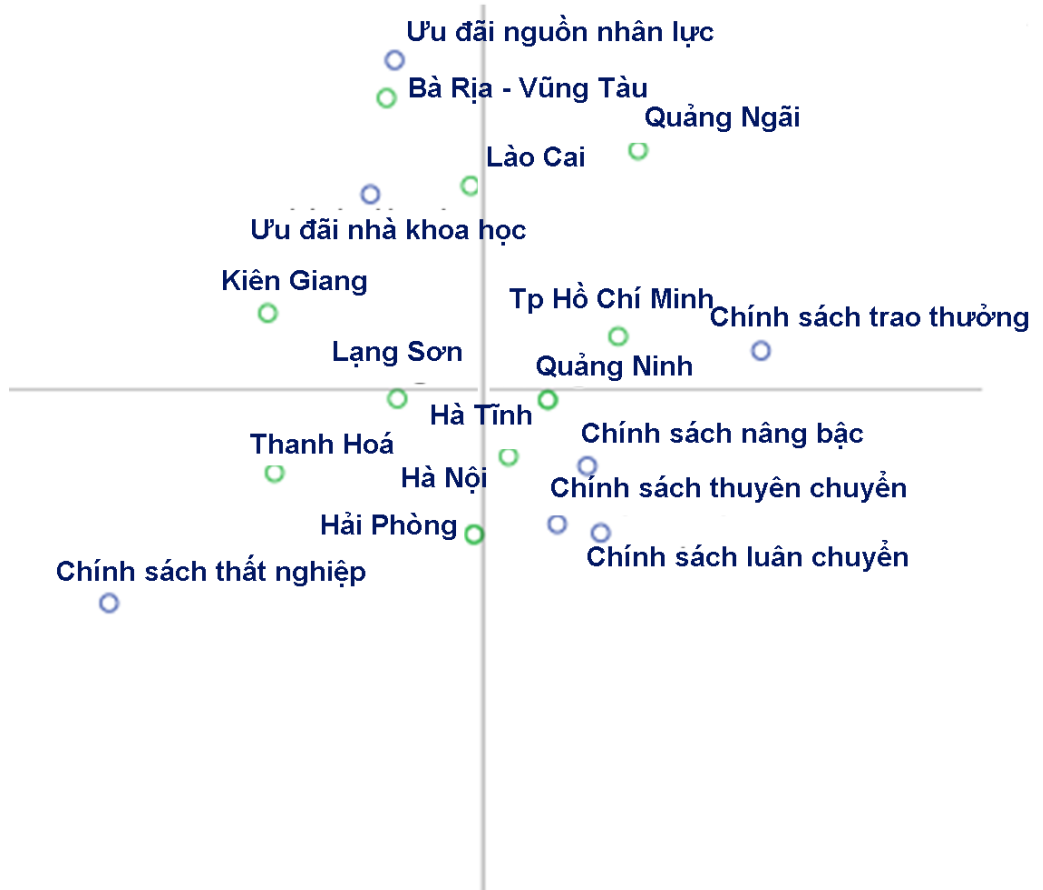 Ưu đãi nguồn nhân lực
Bà Rịa - Vũng Tàu
Quảng Ngãi
Lào Cai
Ưu đãi nhà khoa học
Kiên Giang
Tp Hồ Chí Minh
Chính sách trao thưởng
Lạng Sơn
Quảng Ninh
Hà Tĩnh
Chính sách nâng bậc
Thanh Hoá
Hà Nội
Chính sách thuyên chuyển
Hải Phòng
Chính sách luân chuyển
Chính sách thất nghiệp